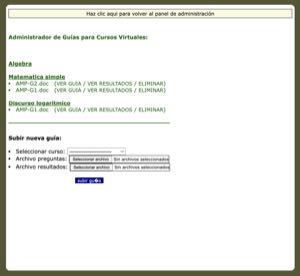 Haz clic aqui para volver al panel de administración
Administrador de Guías para Cursos Virtuales:
Algebra
Matematica simple
• AMP-G2.doc (VER GUIA / VER RESULTADOS / ELIMINAR)
• AMP-G1.doc (VER GUIA / VER RESULTADOS / ELIMINAR)
Discurso logaritmico
• AMP-G1.doc (VER GUIA / VER RESULTADOS / ELIMINAR)
Subir nueva guía:
• Seleccionar curso: --------------------
• Archivo preguntas: Seleccionar archivo Sin archivos seleccionados
• Archivo resultados: Seleccionar archivo Sin archivos seleccionados
subir gu�a